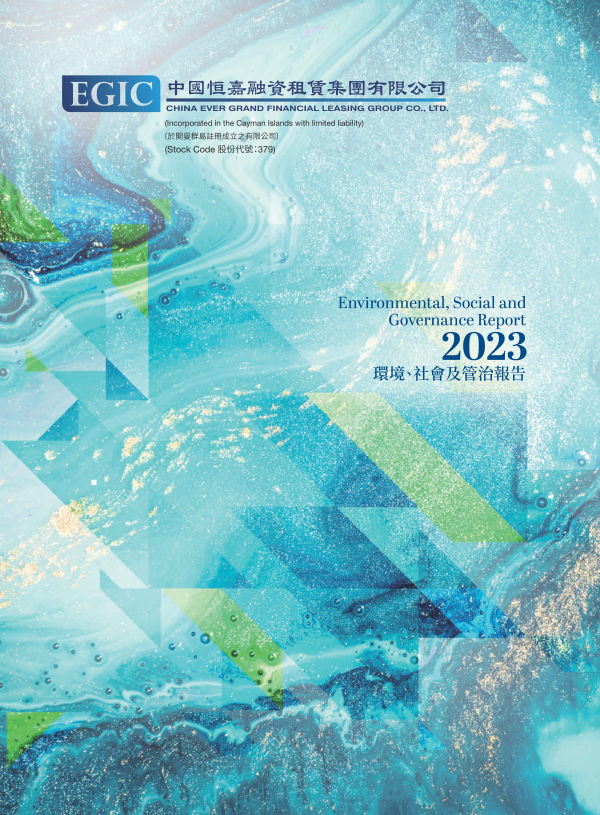 EGIC
中國恒嘉融資租賃集團有限公司
CHINA EVER GRAND FINANCIAL LEASING GROUP CO., LTD.
(Incorporated in the Cayman Islands with limited liability)
(於開曼群島註冊成立之有限公司)
(Stock Code 股份代號：379)
Environmental, Social and
Governance Report
2023
環境、社會及管治報告